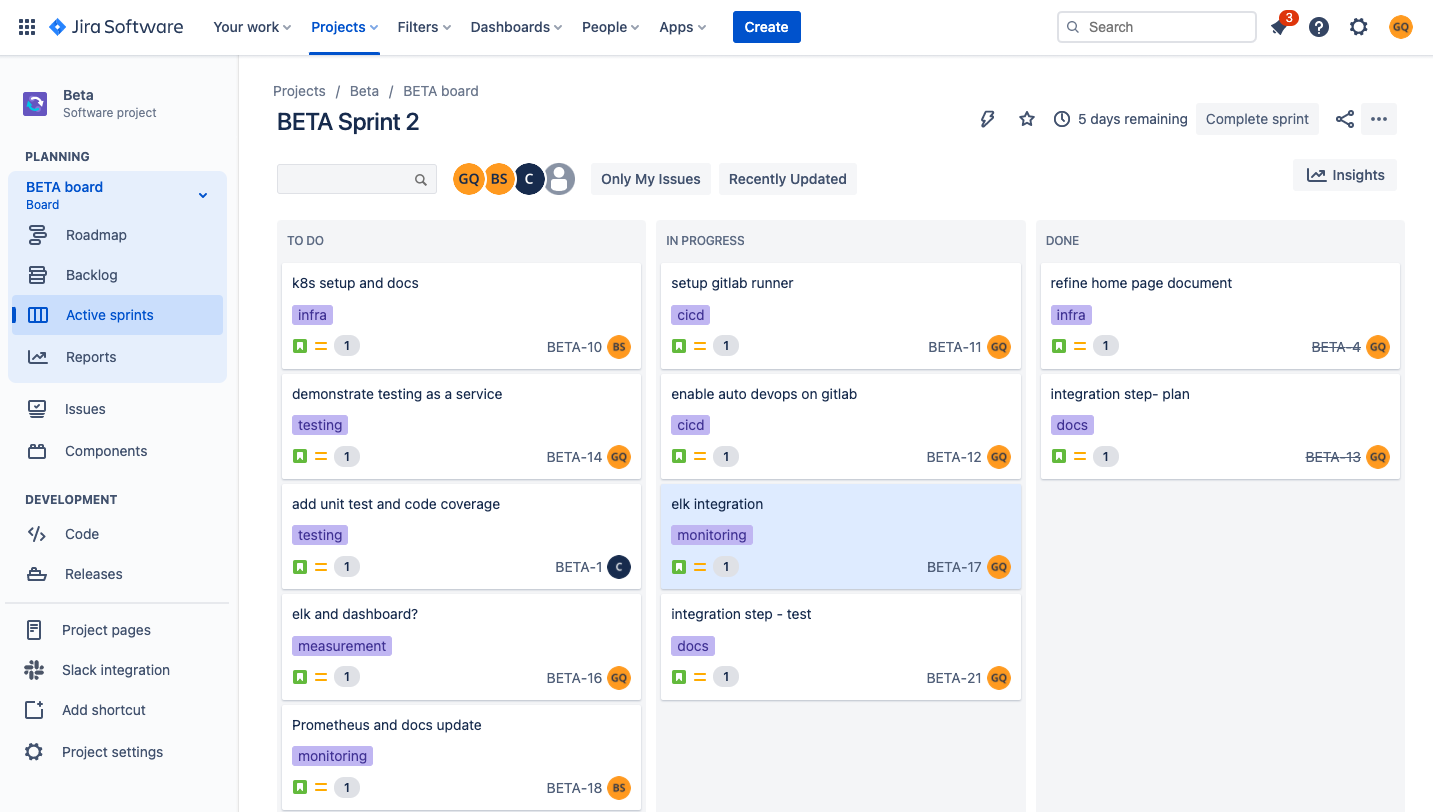 Jira Software
Your work
Projects
Filters
Dashboards
People
Apps
Create
Search
3
GQ
Beta
Software project
PLANNING
BETA board
Board
Roadmap
Backlog
Active sprints
Reports
Issues
Components
DEVELOPMENT
Code
Releases
Project pages
Slack integration
Add shortcut
Project settings
Projects / Beta / BETA board
BETA Sprint 2
5 days remaining
Complete sprint
GQ BS C
Only My Issues
Recently Updated
Insights
TO DO
k8s setup and docs
infra
1 BETA-10 BS
demonstrate testing as a service
testing
1 BETA-14 GQ
add unit test and code coverage
testing
1 BETA-1 C
elk and dashboard?
measurement
1 BETA-16 GQ
Prometheus and docs update
monitoring
1 BETA-18 BS
IN PROGRESS
setup gitlab runner
cicd
1 BETA-11 GQ
enable auto devops on gitlab
cicd
1 BETA-12 GQ
elk integration
monitoring
1 BETA-17 GQ
integration step - test
docs
1 BETA-21 GQ
DONE
refine home page document
infra
1 BETA-4 GQ
integration step- plan
docs
1 BETA-13 GQ